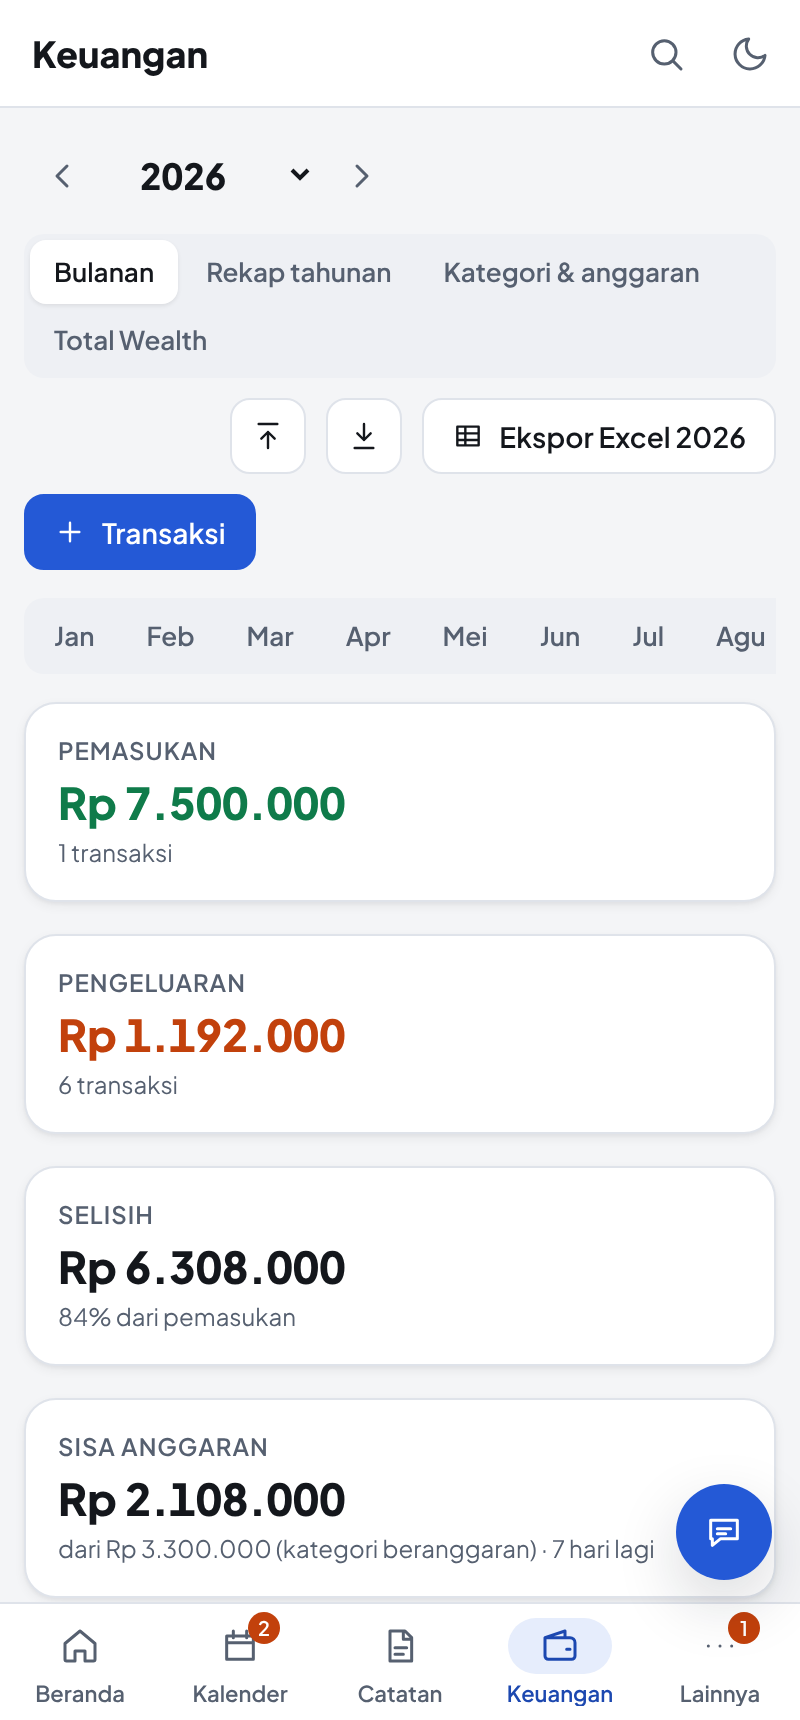 Keuangan
2026
Bulanan Rekap tahunan Kategori & anggaran
Total Wealth
Ekspor Excel 2026
Transaksi
Jan Feb Mar Apr Mei Jun Jul Agu
PEMASUKAN
Rp 7.500.000
1 transaksi
PENGELUARAN
Rp 1.192.000
6 transaksi
SELISIH
Rp 6.308.000
84% dari pemasukan
SISA ANGGARAN
Rp 2.108.000
dari Rp 3.300.000 (kategori beranggaran) · 7 hari lagi
2 1
Beranda Kalender Catatan Keuangan Lainnya